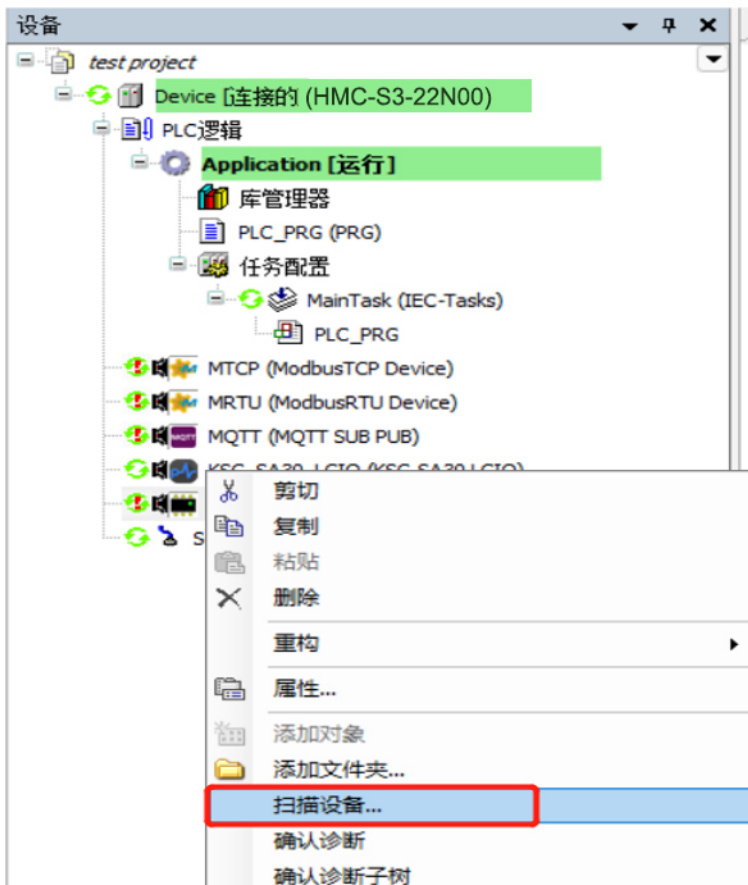 设备
test project
Device [连接的] (HMC-S3-22N00)
PLC逻辑
Application [运行]
库管理器
PLC_PRG (PRG)
任务配置
MainTask (IEC-Tasks)
PLC_PRG
MTCP (ModbusTCP Device)
MRTU (ModbusRTU Device)
MQTT (MQTT SUB PUB)
S
剪切
复制
粘贴
删除
重构
属性...
添加对象
添加文件夹...
扫描设备...
确认诊断
确认诊断子树